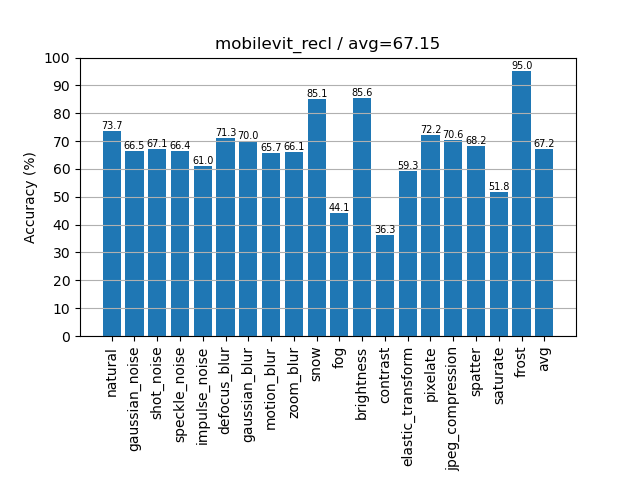 mobilevit_recl / avg=67.15
Accuracy (%)
100
90
80
70
60
50
40
30
20
10
0
73.7
66.5
67.1
66.4
61.0
71.3
70.0
65.7
66.1
85.1
44.1
85.6
36.3
59.3
72.2
70.6
68.2
51.8
95.0
67.2
natural
gaussian_noise
shot_noise
speckle_noise
impulse_noise
defocus_blur
gaussian_blur
motion_blur
zoom_blur
snow
fog
brightness
contrast
elastic_transform
pixelate
jpeg_compression
spatter
saturate
frost
avg